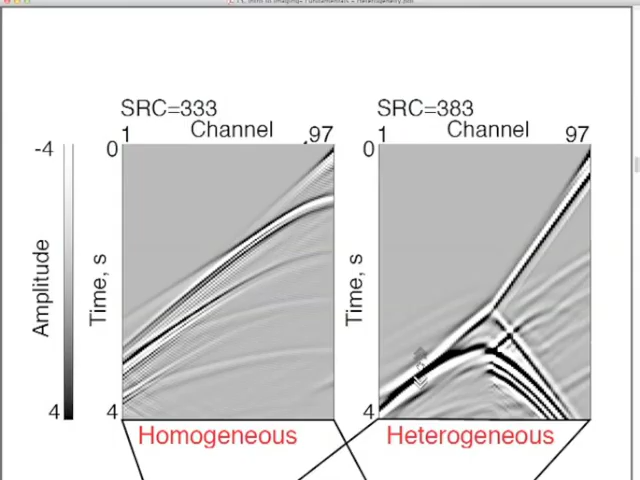 SRC=333
SRC=383
1 Channel 97
1 Channel 97
-4
0
0
Amplitude
Time, s
Time, s
4
4
4
Homogeneous
Heterogeneous